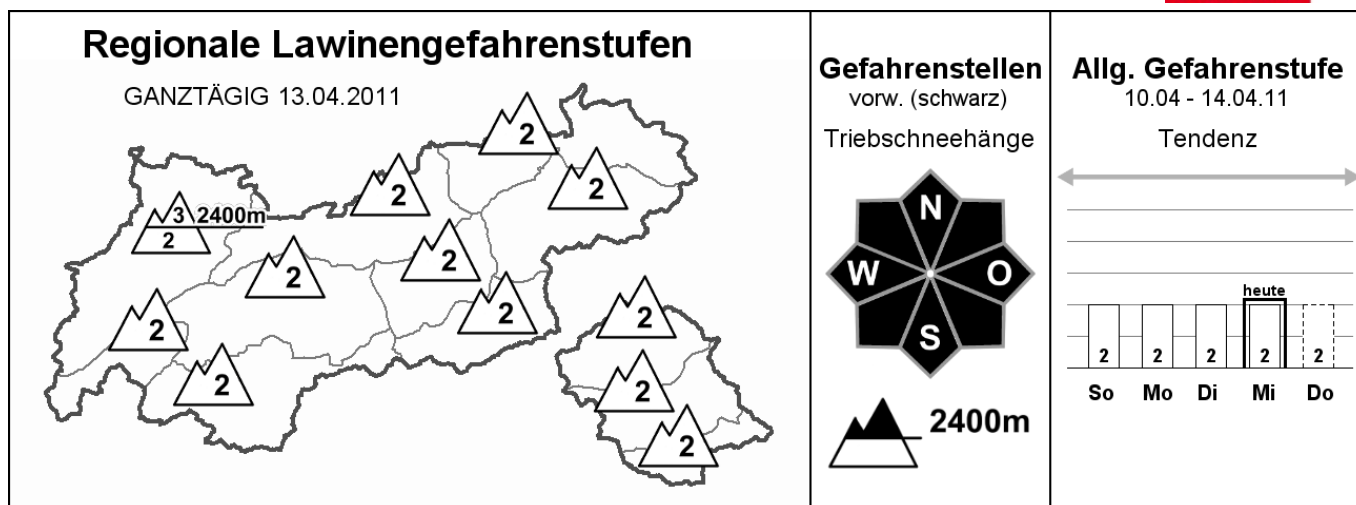 Regionale Lawinengefahrenstufen
GANZTÄGIG 13.04.2011
2
2
2
3 2400m
2
2
2
2
2
2
2
2
2
Gefahrenstellen
vorw. (schwarz)
Triebschneehänge
N
W O
S
2400m
Allg. Gefahrenstufe
10.04 - 14.04.11
Tendenz
heute
2 2 2 2 2
So Mo Di Mi Do